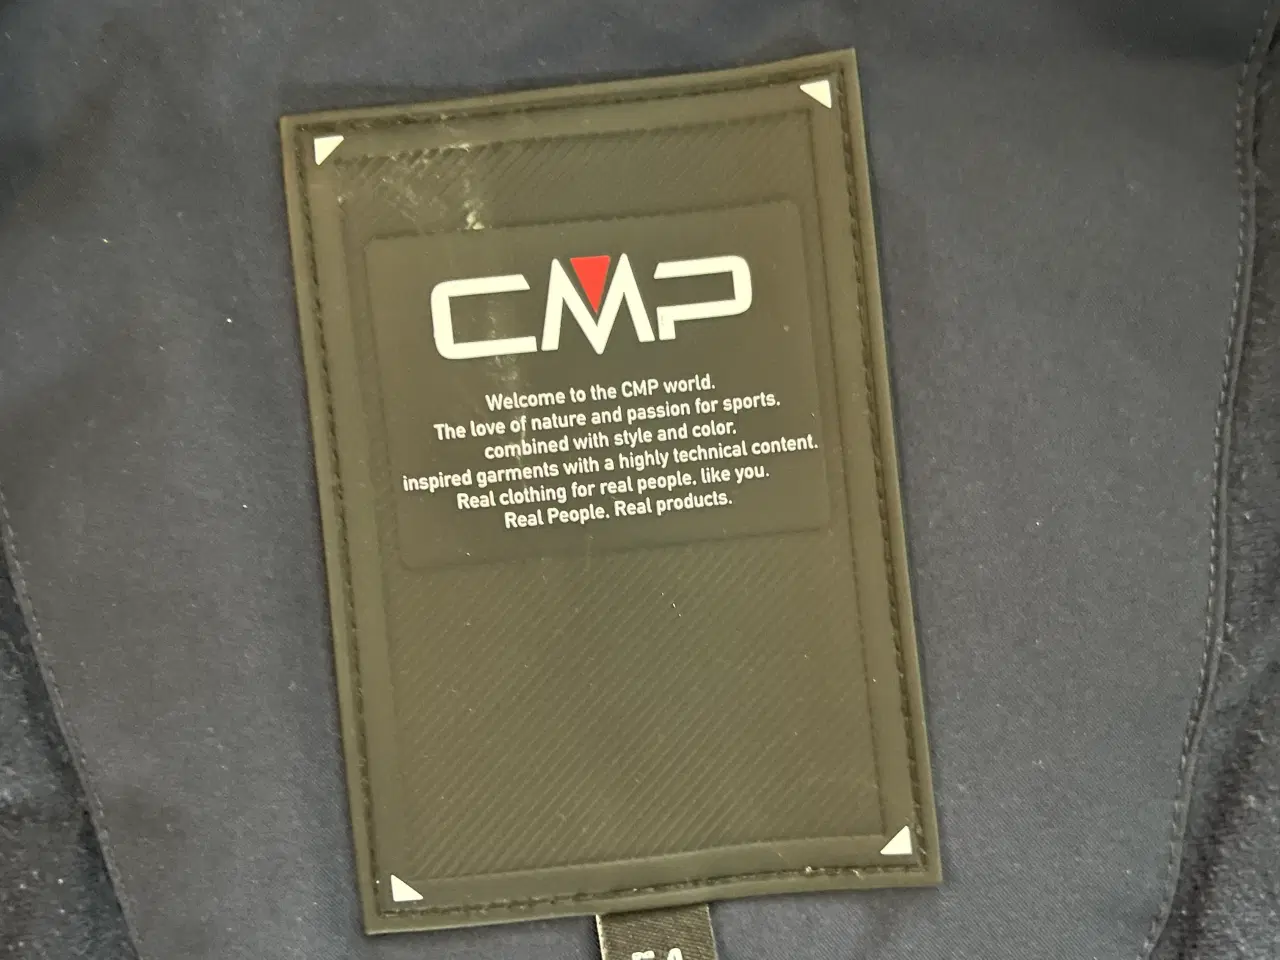 CMP
Welcome to the CMP world.
The love of nature and passion for sports.
combined with style and color.
inspired garments with a highly technical content.
Real clothing for real people. like you.
Real People. Real products.